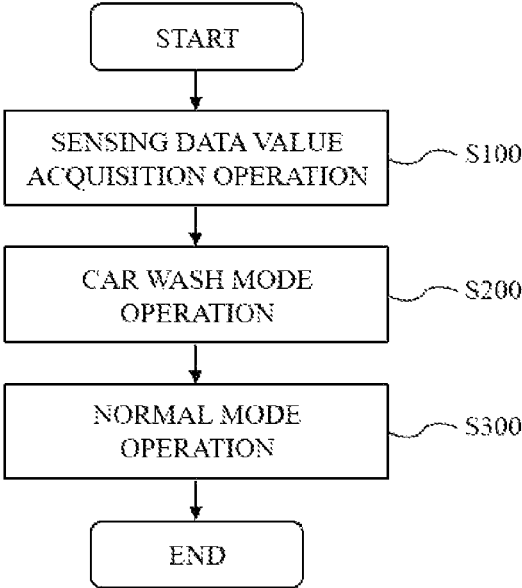 START
SENSING DATA VALUE
ACQUISITION OPERATION
S100
CAR WASH MODE
OPERATION
S200
NORMAL MODE
OPERATION
S300
END